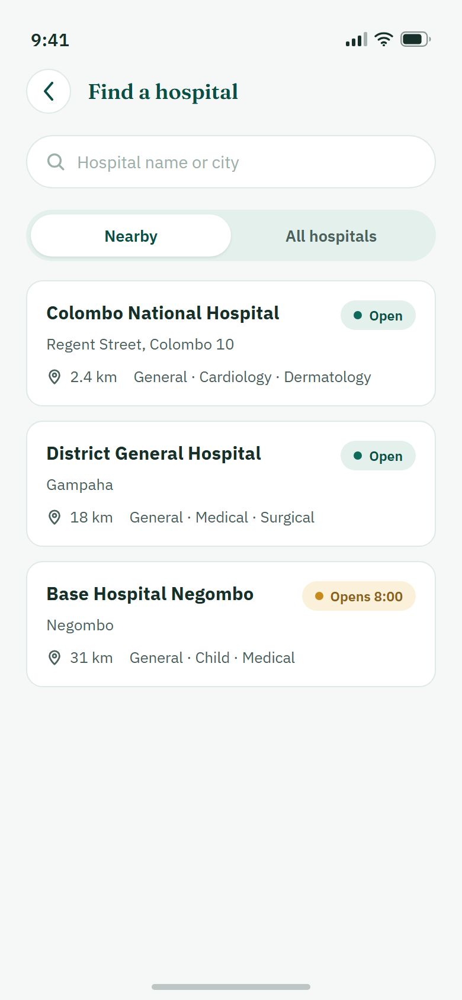 9:41
Find a hospital
Hospital name or city
Nearby
All hospitals
Colombo National Hospital
Open
Regent Street, Colombo 10
2.4 km General · Cardiology · Dermatology
District General Hospital
Open
Gampaha
18 km General · Medical · Surgical
Base Hospital Negombo
Opens 8:00
Negombo
31 km General · Child · Medical